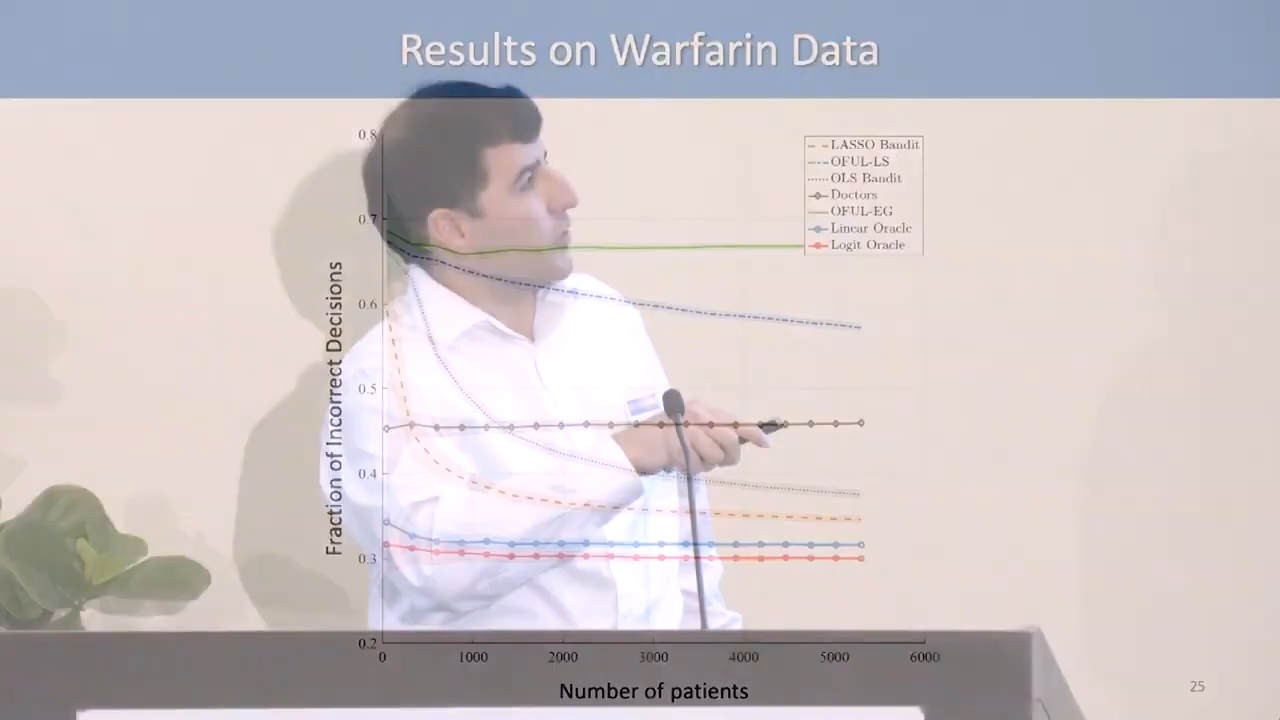 Results on Warfarin Data
0.8
0.7
0.6
0.5
0.4
0.3
0.2
0
1000
2000
3000
4000
5000
6000
Fraction of Incorrect Decisions
Number of patients
LASSO Bandit
OFUL-LS
OLS Bandit
Doctors
OFUL-EG
Linear Oracle
Logit Oracle
25